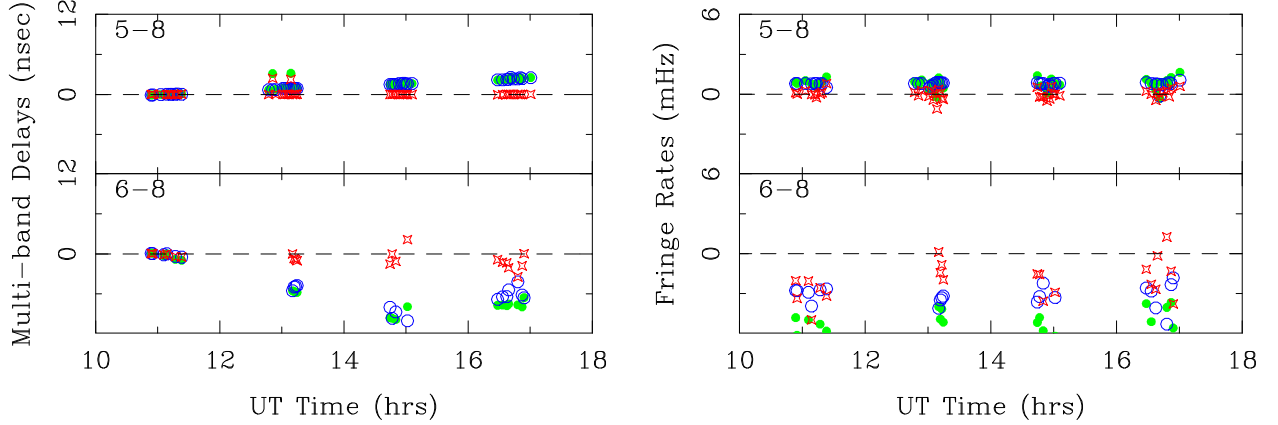 Multi-band Delays (nsec)
12
5-8
0
12
6-8
0
10 12 14 16 18
UT Time (hrs)
Fringe Rates (mHz)
6
5-8
0
6
6-8
0
10 12 14 16 18
UT Time (hrs)